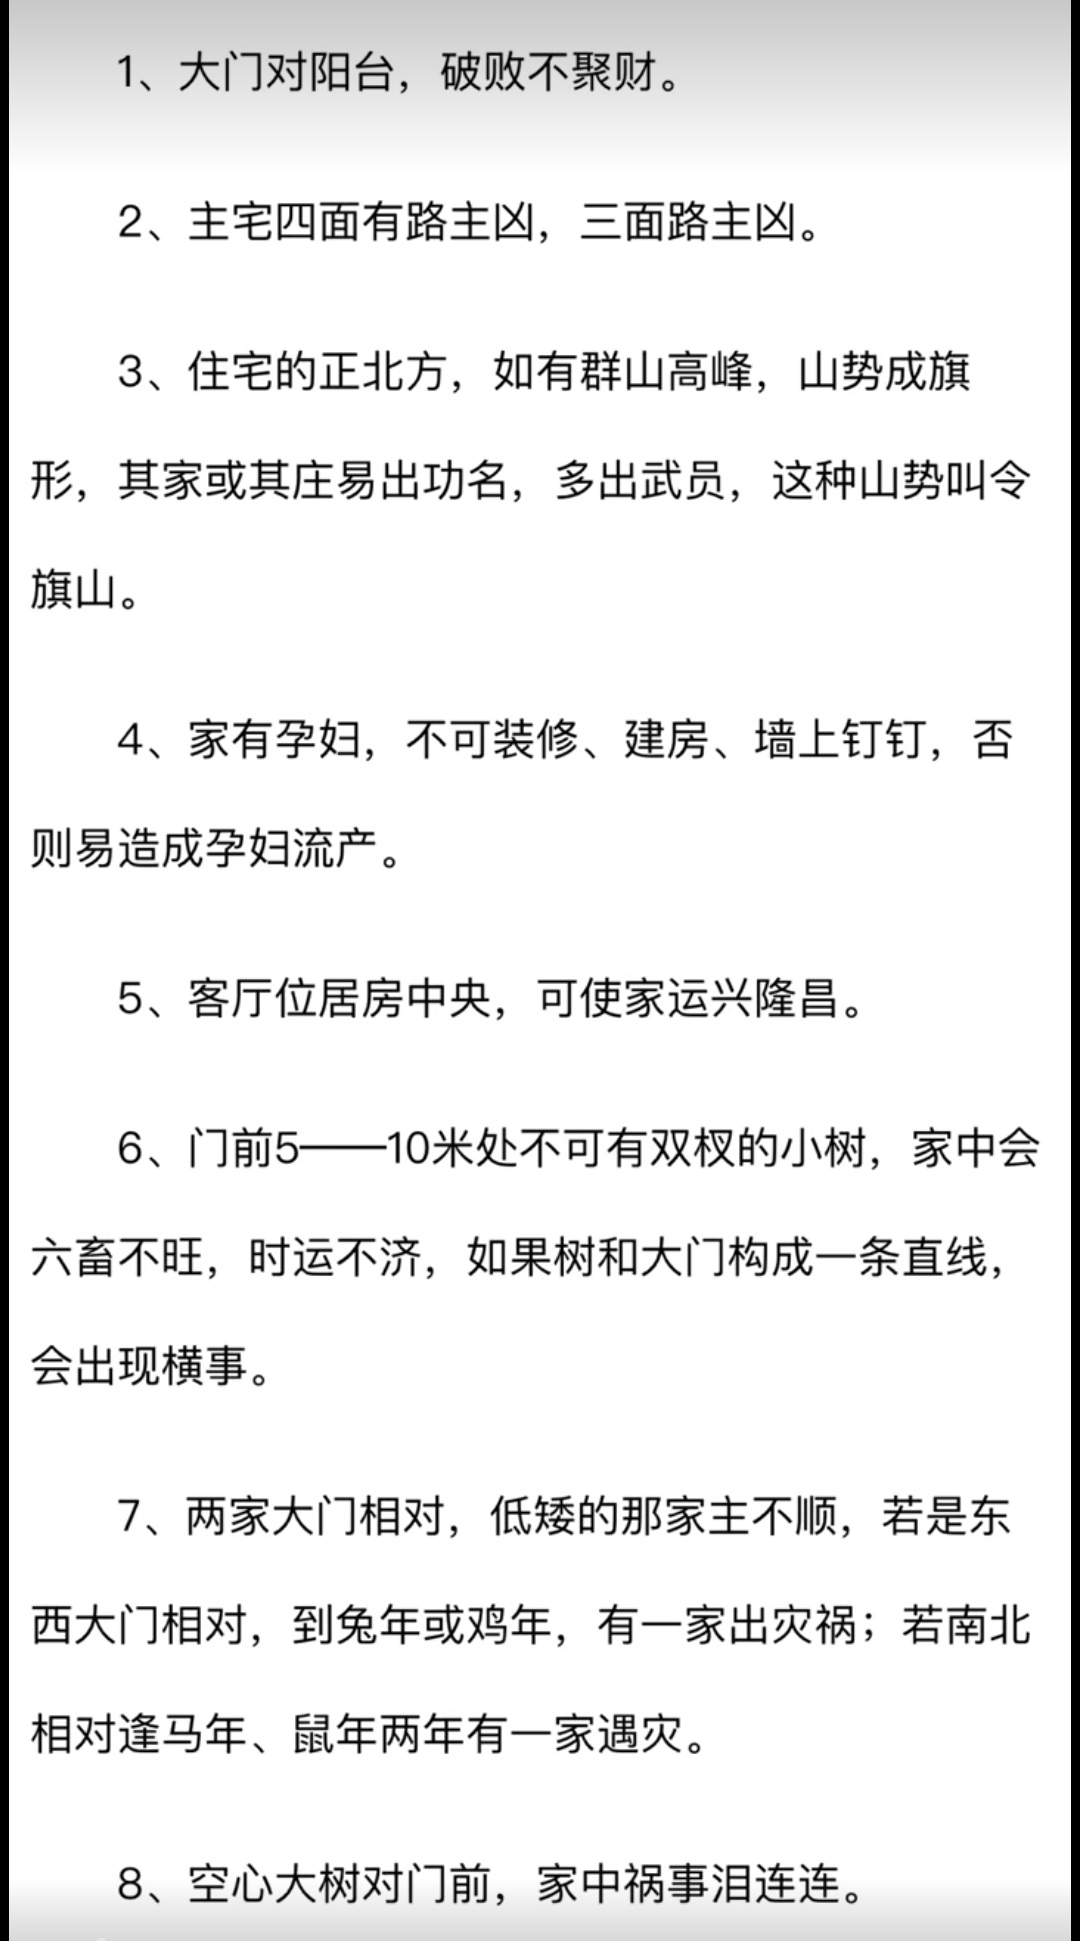 1、大门对阳台，破败不聚财。
2、主宅四面有路主凶，三面路主凶。
3、住宅的正北方，如有群山高峰，山势成旗
形，其家或其庄易出功名，多出武员，这种山势叫令
旗山。
4、家有孕妇，不可装修、建房、墙上钉钉，否
则易造成孕妇流产。
5、客厅位居房中央，可使家运兴隆昌。
6、门前5——10米处不可有双杈的小树，家中会
六畜不旺，时运不济，如果树和大门构成一条直线，
会出现横事。
7、两家大门相对，低矮的那家主不顺，若是东
西大门相对，到兔年或鸡年，有一家出灾祸；若南北
相对逢马年、鼠年两年有一家遇灾。
8、空心大树对门前，家中祸事泪连连。